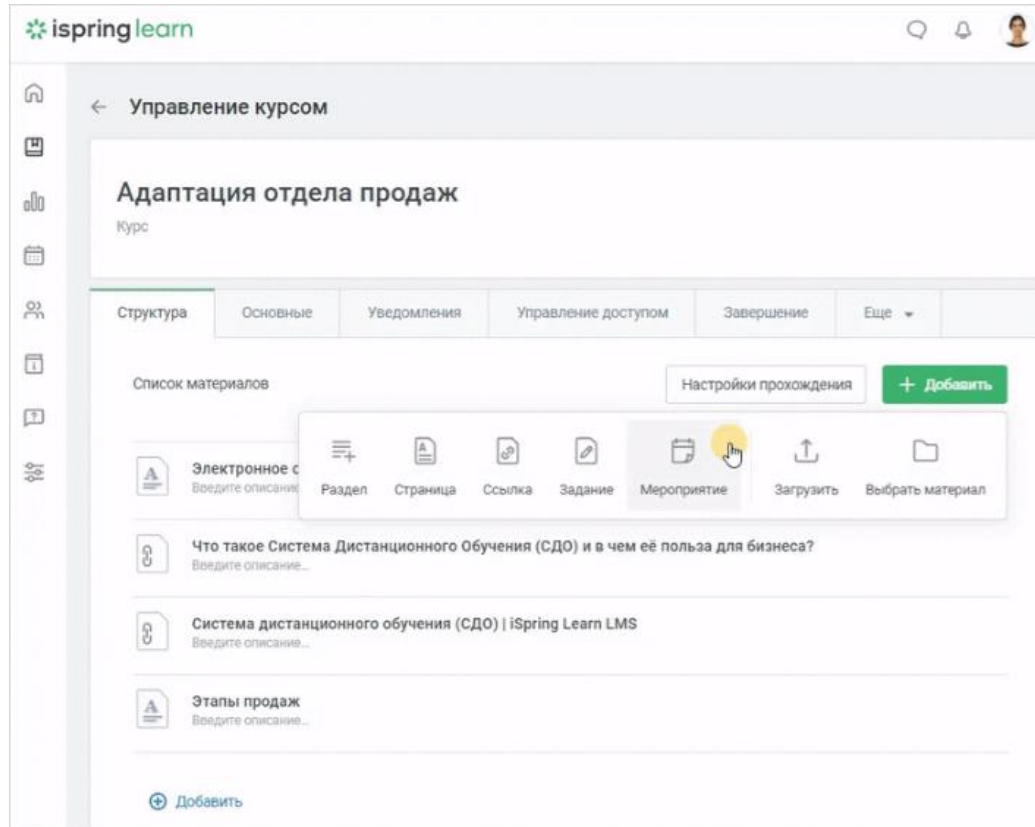 ispring learn
Управление курсом
Адаптация отдела продаж
Курс
Структура Основные Уведомления Управление доступом Завершение Еще
Список материалов Настройки прохождения + Добавить
Электронное с
Введите описание
Раздел Страница Ссылка Задание Мероприятие Загрузить Выбрать материал
Что такое Система Дистанционного Обучения (СДО) и в чем её польза для бизнеса?
Введите описание...
Система дистанционного обучения (СДО) | iSpring Learn LMS
Введите описание...
Этапы продаж
Введите описание...
Добавить